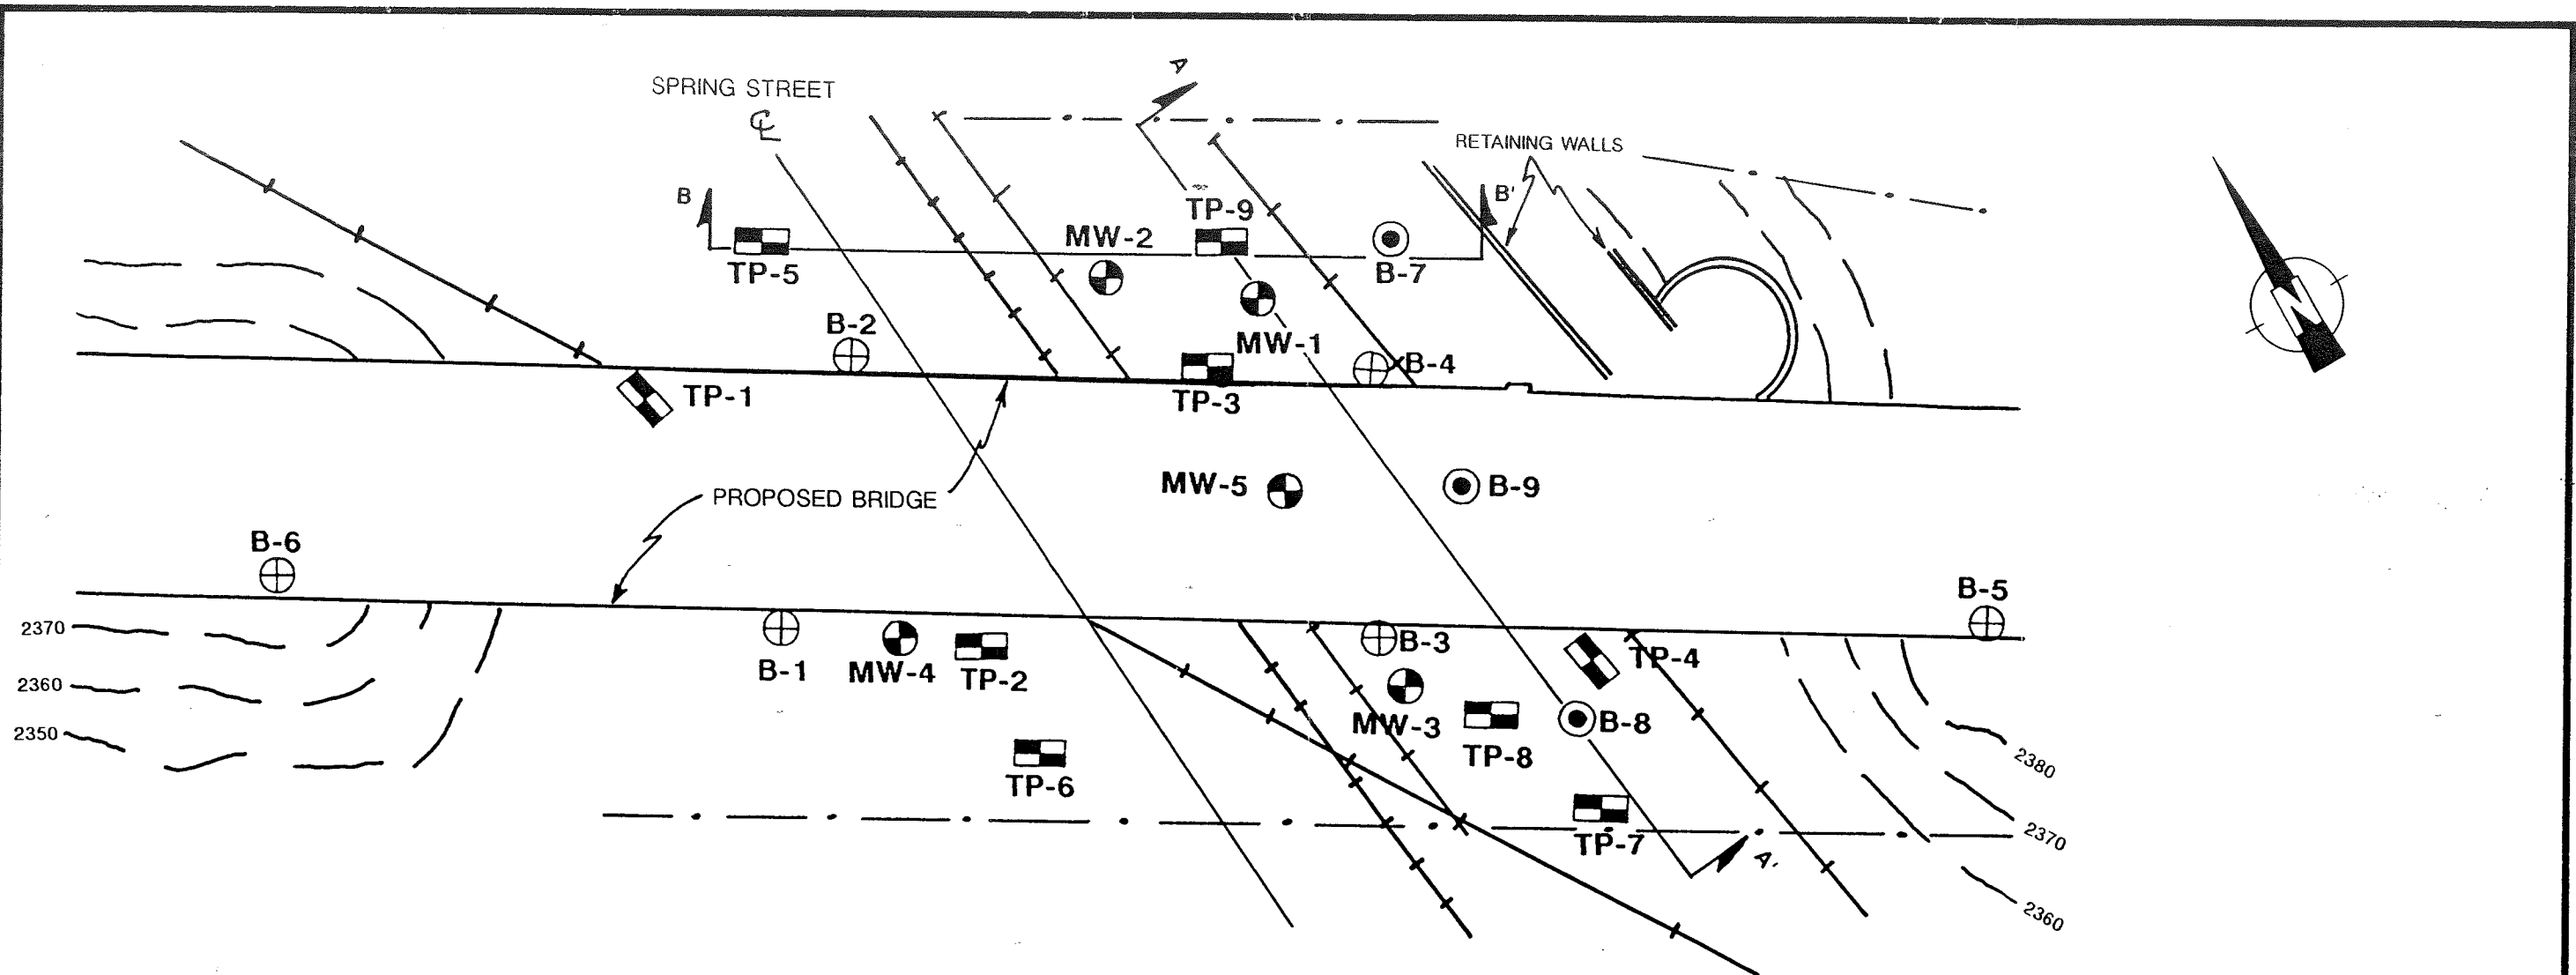 A
SPRING STREET
℄
RETAINING WALLS
B
B'
TP-9
MW-2
TP-5
B-7
B-2
MW-1
B-4
TP-1
TP-3
N
MW-5
B-9
PROPOSED BRIDGE
B-6
B-5
2370
B-3
B-1
MW-4
TP-2
TP-4
2360
MW-3
B-8
2350
TP-8
2380
TP-6
TP-7
A'
2370
2360